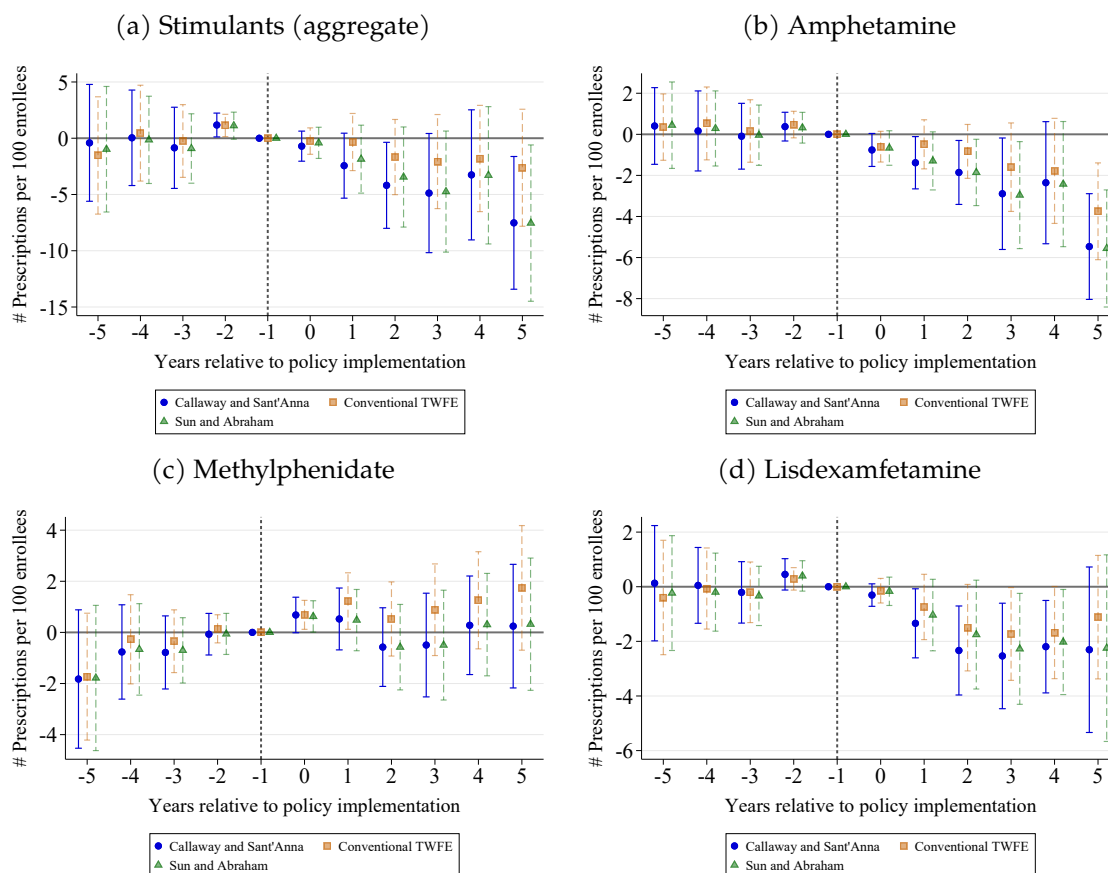 (a) Stimulants (aggregate)
# Prescriptions per 100 enrollees
5
0
-5
-10
-15
-5 -4 -3 -2 -1 0 1 2 3 4 5
Years relative to policy implementation
Callaway and Sant'Anna Conventional TWFE
Sun and Abraham
(b) Amphetamine
# Prescriptions per 100 enrollees
2
0
-2
-4
-6
-8
-5 -4 -3 -2 -1 0 1 2 3 4 5
Years relative to policy implementation
Callaway and Sant'Anna Conventional TWFE
Sun and Abraham
(c) Methylphenidate
# Prescriptions per 100 enrollees
4
2
0
-2
-4
-5 -4 -3 -2 -1 0 1 2 3 4 5
Years relative to policy implementation
Callaway and Sant'Anna Conventional TWFE
Sun and Abraham
(d) Lisdexamfetamine
# Prescriptions per 100 enrollees
2
0
-2
-4
-6
-5 -4 -3 -2 -1 0 1 2 3 4 5
Years relative to policy implementation
Callaway and Sant'Anna Conventional TWFE
Sun and Abraham